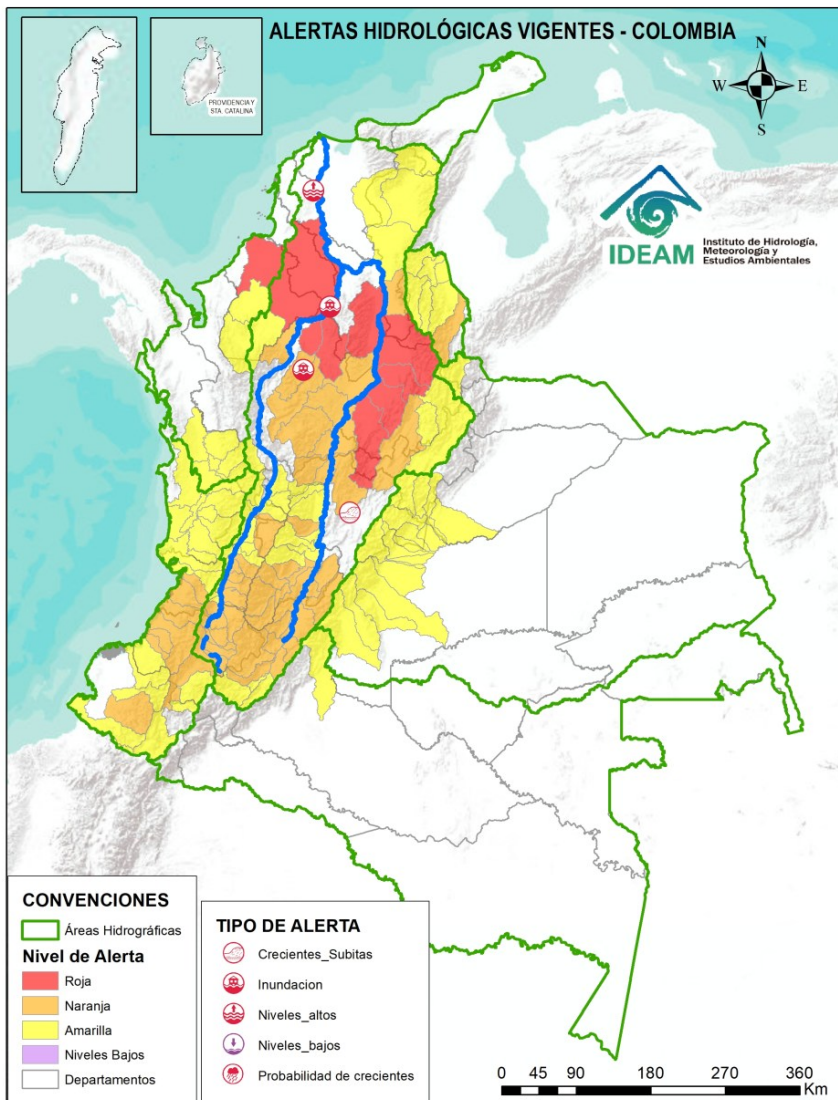 ALERTAS HIDROLÓGICAS VIGENTES - COLOMBIA
PROVIDENCIA Y
STA. CATALINA
N
W
E
S
IDEAM
Instituto de Hidrología,
Meteorología y
Estudios Ambientales
CONVENCIONES
Áreas Hidrográficas
Nivel de Alerta
Roja
Naranja
Amarilla
Niveles Bajos
Departamentos
TIPO DE ALERTA
Crecientes_Subitas
Inundacion
Niveles_altos
Niveles_bajos
Probabilidad de crecientes
0 45 90 180 270 360
Km